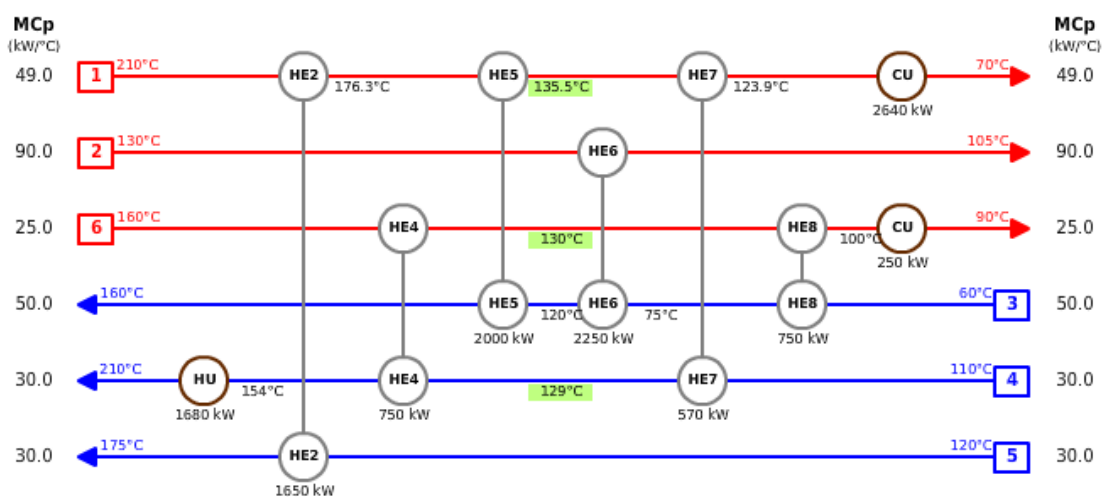 MCp MCp
(kW/°C) (kW/°C)
49.0 1 210°C HE2 176.3°C HE5 135.5°C HE7 123.9°C CU 70°C 49.0
2640 kW
90.0 2 130°C HE6 105°C 90.0
25.0 6 160°C HE4 130°C HE8 100°C CU 90°C 25.0
250 kW
50.0 160°C HE5 120°C HE6 75°C HE8 60°C 3 50.0
2000 kW 2250 kW 750 kW
30.0 210°C HU 154°C HE4 129°C HE7 110°C 4 30.0
1680 kW 750 kW 570 kW
30.0 175°C HE2 120°C 5 30.0
1650 kW